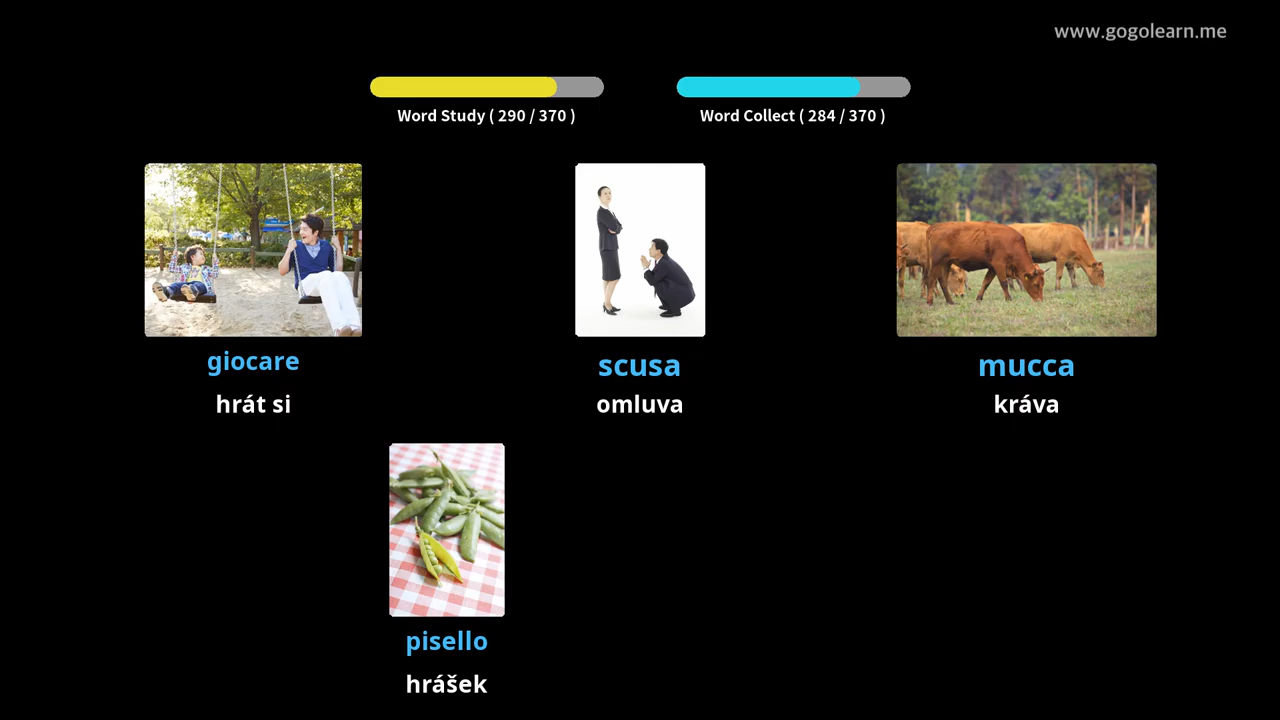 www.gogolearn.me
Word Study ( 290 / 370 )
Word Collect ( 284 / 370 )
giocare
hrát si
scusa
omluva
mucca
kráva
pisello
hrášek